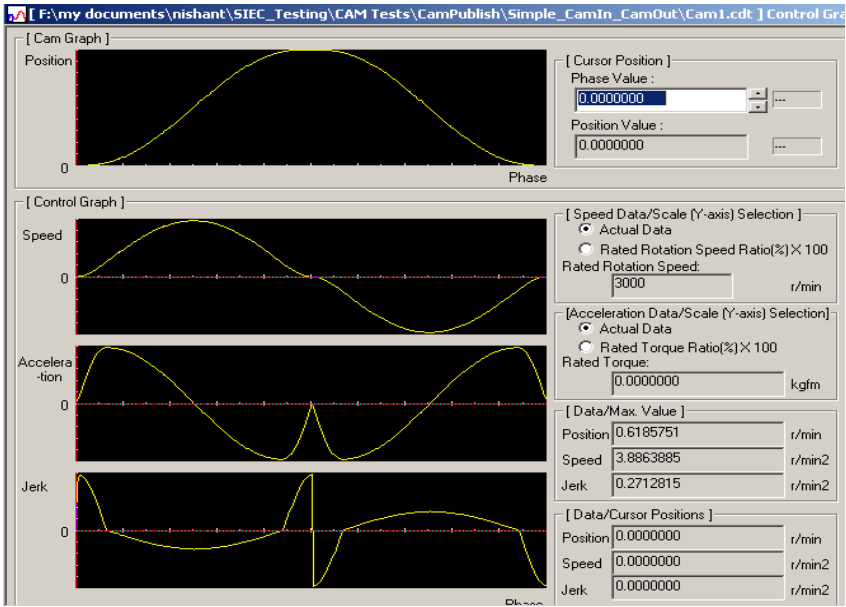 [ F:\my documents\nishant\SIEC_Testing\CAM Tests\CamPublish\Simple_CamIn_CamOut\Cam1.cdt ] Control Gra
[ Cam Graph ]
Position
0
Phase
[ Cursor Position ]
Phase Value :
0.0000000 ---
Position Value :
0.0000000 ---
[ Control Graph ]
Speed
0
Accelera
-tion
0
Jerk
0
Phase
[ Speed Data/Scale (Y-axis) Selection ]
Actual Data
Rated Rotation Speed Ratio(%) X 100
Rated Rotation Speed:
3000 r/min
[Acceleration Data/Scale (Y-axis) Selection]
Actual Data
Rated Torque Ratio(%) X 100
Rated Torque:
0.0000000 kgfm
[ Data/Max. Value ]
Position 0.6185751 r/min
Speed 3.8863885 r/min2
Jerk 0.2712815 r/min2
[ Data/Cursor Positions ]
Position 0.0000000 r/min
Speed 0.0000000 r/min2
Jerk 0.0000000 r/min2